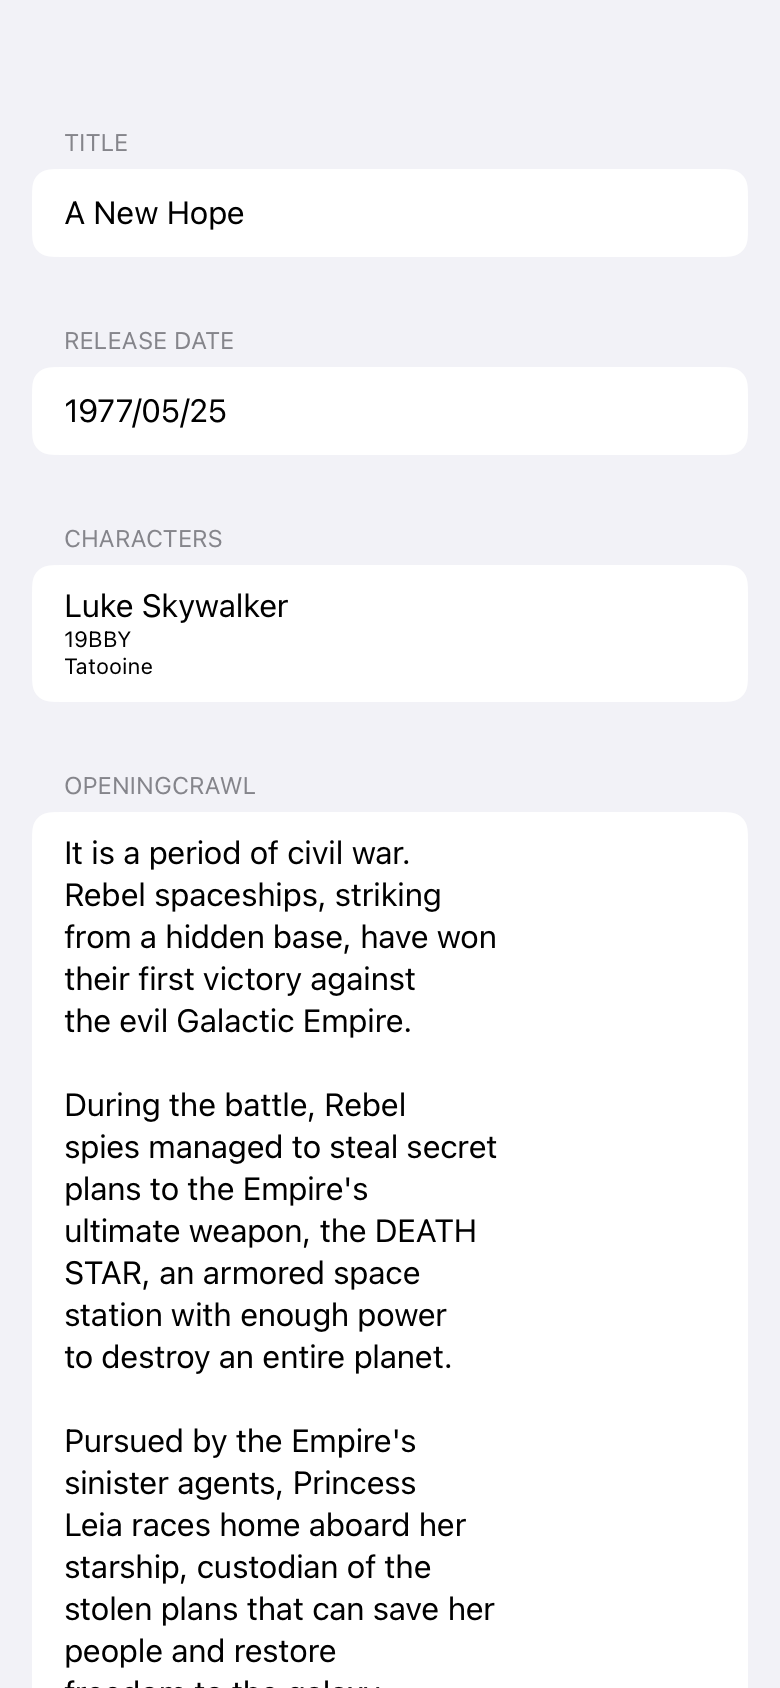 TITLE
A New Hope
RELEASE DATE
1977/05/25
CHARACTERS
Luke Skywalker
19BBY
Tatooine
OPENINGCRAWL
It is a period of civil war.
Rebel spaceships, striking
from a hidden base, have won
their first victory against
the evil Galactic Empire.
During the battle, Rebel
spies managed to steal secret
plans to the Empire's
ultimate weapon, the DEATH
STAR, an armored space
station with enough power
to destroy an entire planet.
Pursued by the Empire's
sinister agents, Princess
Leia races home aboard her
starship, custodian of the
stolen plans that can save her
people and restore
freedom to the galaxy